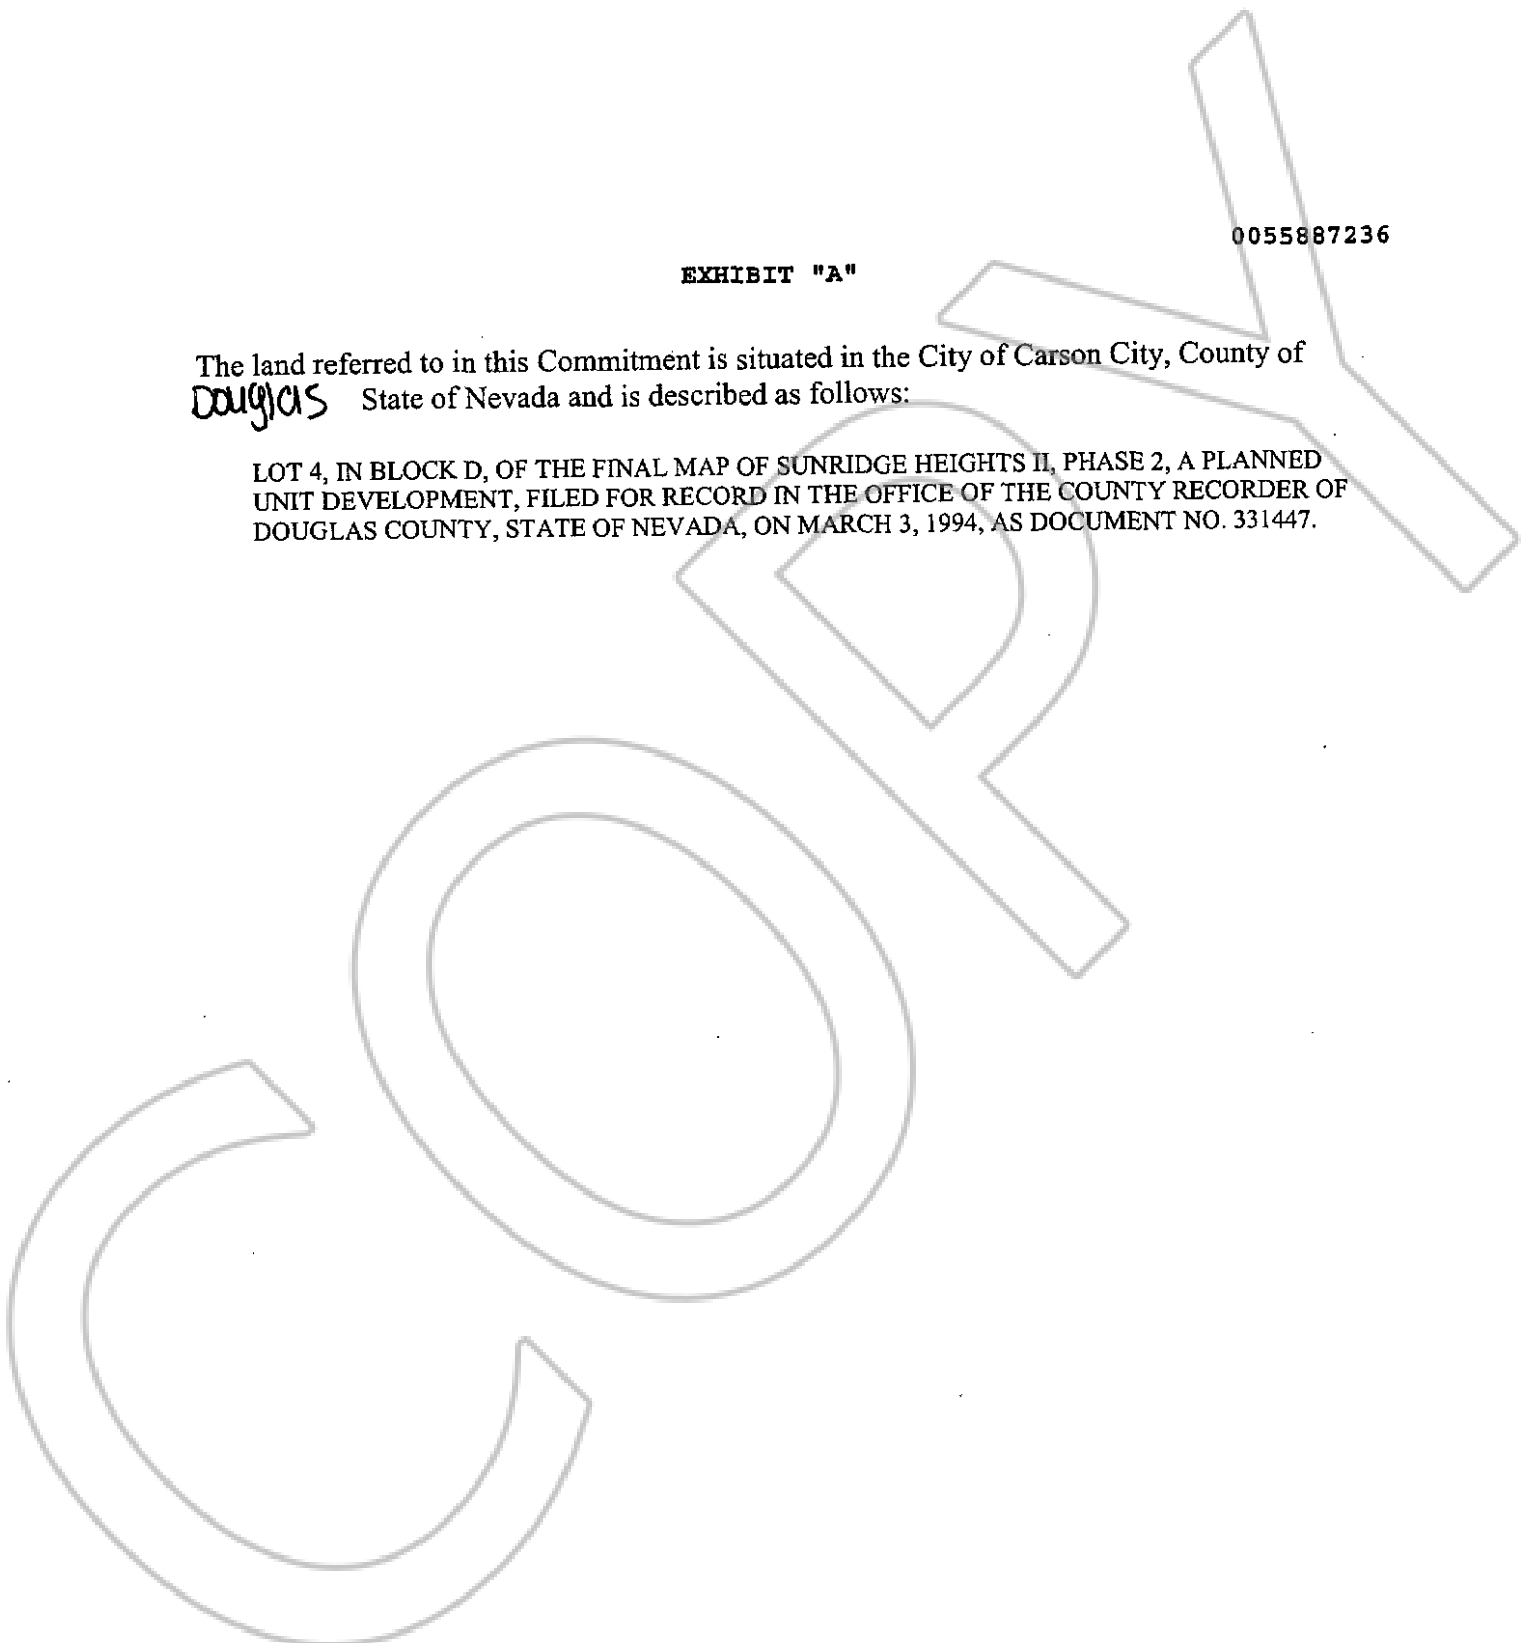 0055887236
EXHIBIT "A"
The land referred to in this Commitment is situated in the City of Carson City, County of
Douglas State of Nevada and is described as follows:
LOT 4, IN BLOCK D, OF THE FINAL MAP OF SUNRIDGE HEIGHTS II, PHASE 2, A PLANNED
UNIT DEVELOPMENT, FILED FOR RECORD IN THE OFFICE OF THE COUNTY RECORDER OF
DOUGLAS COUNTY, STATE OF NEVADA, ON MARCH 3, 1994, AS DOCUMENT NO. 331447.
COPY